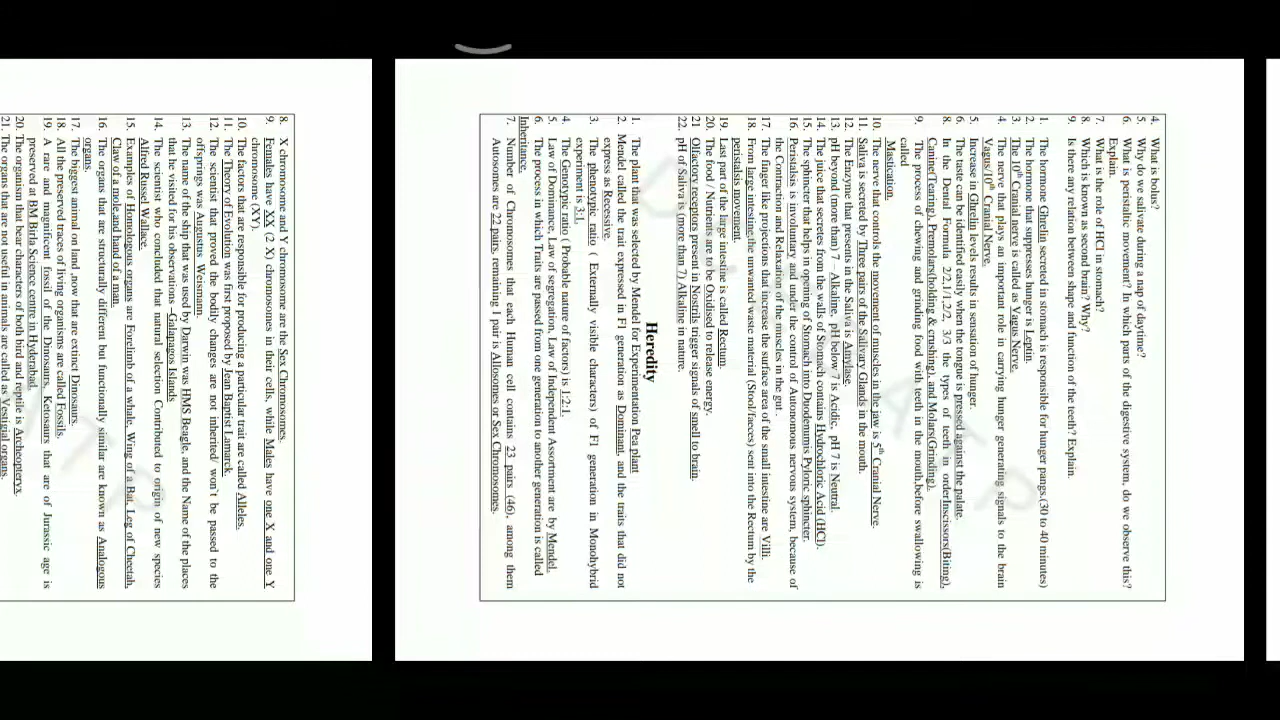 4. What is bolus?
5. Why do we salivate during a nap of daytime?
6. What is peristaltic movement? In which parts of the digestive system, do we observe this?
Explain.
7. What is the role of HCl in stomach?
8. Which is known as second brain? Why?
9. Is there any relation between shape and function of the teeth? Explain.
1. The hormone Ghrelin secreted in stomach is responsible for hunger pangs.(30 to 40 minutes)
2. The hormone that suppresses hunger is Leptin.
3. The 10th Cranial nerve is called as Vagus Nerve.
4. The nerve that plays an important role in carrying hunger generating signals to the brain
Vagus/10th Cranial Nerve.
5. Increase in Ghrelin levels results in sensation of hunger.
6. The taste can be identified easily when the tongue is pressed against the palate.
8. In the Dental Formula 2/2,1/1,2/2, 3/3 the types of teeth in orderInscissors(Biting),
Canine(Tearing),Premolars(holding & crushing), and Molars(Grinding).
9. The process of chewing and grinding food with teeth in the mouth,before swallowing is
called
Mastication.
10. The nerve that controls the movement of muscles in the jaw is 5th Cranial Nerve.
11. Saliva is secreted by Three pairs of the Salivary Glands in the mouth.
12. The Enzyme that presents in the Saliva is Amylase.
13. pH beyond (more than) 7 – Alkaline, pH below 7 is Acidic, pH 7 is Neutral.
14. The juice that secretes from the walls of Stomach contains Hydrochloric Acid (HCl).
15. The sphincter that helps in opening of Stomach into Duodenumis Pyloric sphincter.
16. Peristalsis is involuntary and under the control of Autonomous nervous system, because of
the Contraction and Relaxation of the muscles in the gut .
17. The finger like projections that increase the surface area of the small intestine are Villi.
18. From large intestine,the unwanted waste material (Stool/faeces) sent into the Rectum by the
peristalsis movement.
19. Last part of the large intestine is called Rectum.
20. The food / Nutrients are to be Oxidised to release energy.
21 Olfactory receptors present in Nostrils trigger signals of smell to brain.
22. pH of Saliva is (more than 7) Alkaline in nature.
Heredity
1. The plant that was selected by Mendel for Experimentation Pea plant
2. Mendel called the trait expressed in F1 generation as Dominant, and the traits that did not
express as Recessive.
3. The phenotypic ratio ( Externally visible characters) of F1 generation in Monohybrid
experiment is 3:1.
4. The Genotypic ratio ( Probable nature of factors) is 1:2:1.
5. Law of Dominance, Law of segregation, Law of Independent Assortment are by Mendel.
6. The process in which Traits are passed from one generation to another generation is called
Inheritance.
7. Number of Chromosomes that each Human cell contains 23 pairs (46), among them
Autosomes are 22 pairs, remaining 1 pair is Allosomes or Sex Chromosomes.
8. X chromosome and Y chromosome are the Sex Chromosomes.
9. Females have XX (2 X) chromosomes in their cells, while Males have one X and one Y
chromosome (XY).
10. The factors that are responsible for producing a particular trait are called Alleles.
11. The Theory of Evolution was first proposed by Jean Baptist Lamarck.
12. The scientist that proved the bodily changes are not inherited/ won't be passed to the
offsprings was Augustus Weismann.
13. The name of the ship that was used by Darwin was HMS Beagle, and the Name of the places
that he visited for his observations –Galapagos Islands
14. The scientist who concluded that natural selection Contributed to origin of new species
Alfred Russel Wallace.
15. Examples of Homologous organs are Forelimb of a whale, Wing of a Bat, Leg of Cheetah,
Claw of a mole,and hand of a man.
16. The organs that are structurally different but functionally similar are known as Analogous
organs.
17. The biggest animal on land ,now that are extinct Dinosaurs.
18. All the preserved traces of living organisms are called Fossils.
19. A rare and magnificent fossil of the Dinosaurs, Ketosaurs that are of Jurassic age is
preserved at BM Birla Science centre in Hyderabad.
20. The organism that bear characters of both bird and reptile is Archeopteryx.
21. The organs that are not useful in animals are called as Vestigial organs.